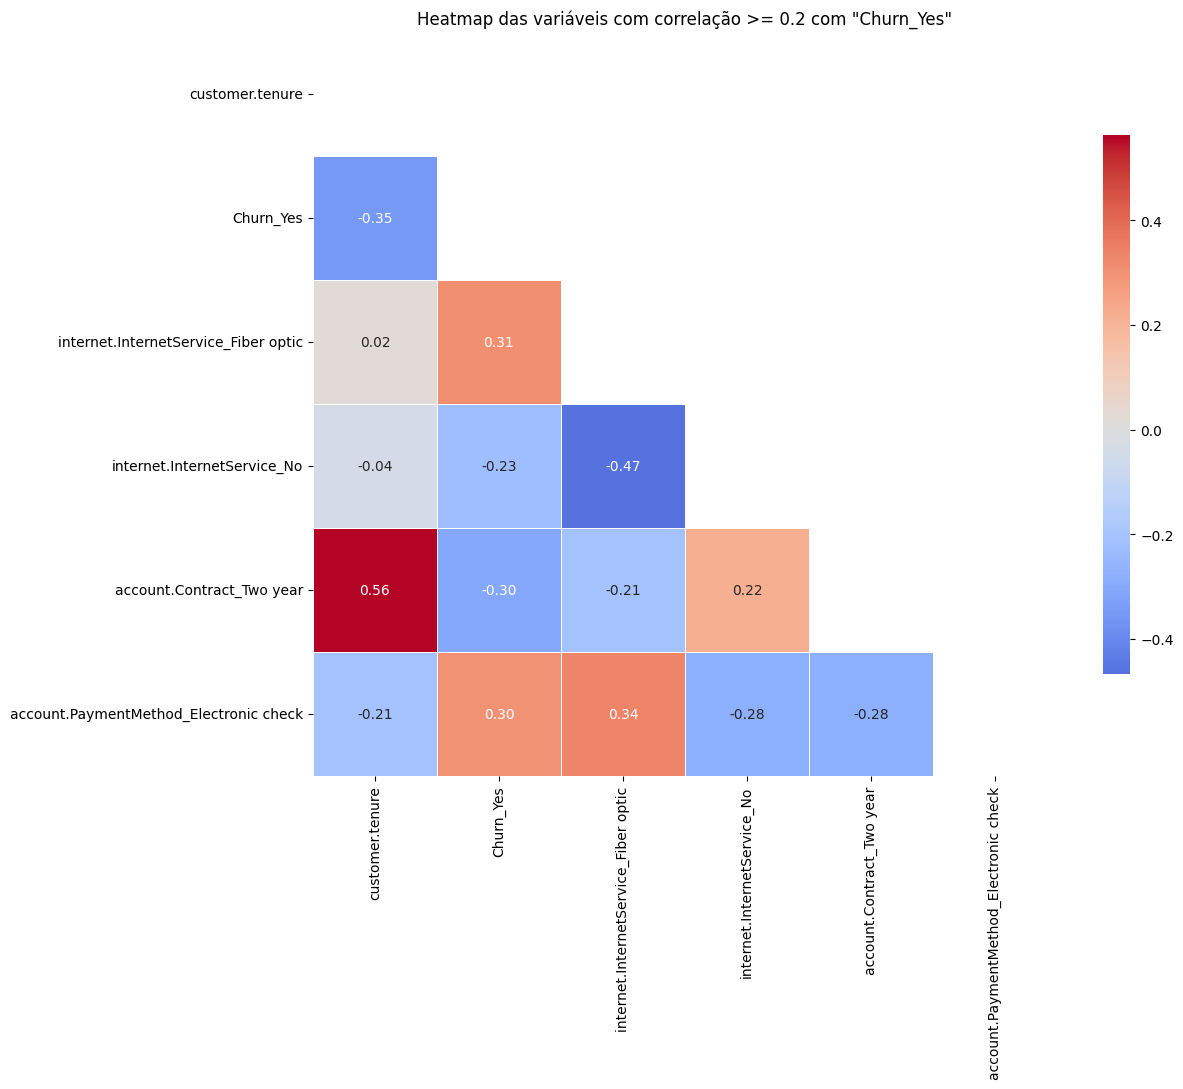 Heatmap das variáveis com correlação >= 0.2 com "Churn_Yes"
customer.tenure
Churn_Yes
-0.35
internet.InternetService_Fiber optic
0.02 0.31
internet.InternetService_No
-0.04 -0.23 -0.47
account.Contract_Two year
0.56 -0.30 -0.21 0.22
account.PaymentMethod_Electronic check
-0.21 0.30 0.34 -0.28 -0.28
customer.tenure
Churn_Yes
internet.InternetService_Fiber optic
internet.InternetService_No
account.Contract_Two year
account.PaymentMethod_Electronic check
0.4
0.2
0.0
−0.2
−0.4